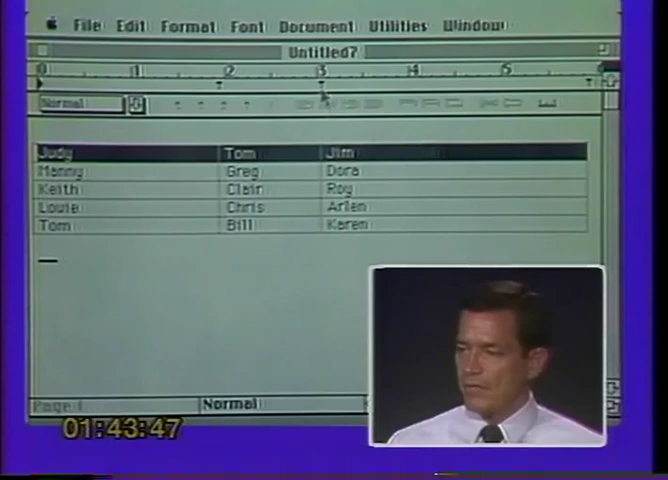 File Edit Format Font Document Utilities Window
Untitled7
0 1 2 3 4 5
Normal
Judy Tom Jim
Manny Greg Dora
Keith Clair Roy
Louie Chris Arlen
Tom Bill Karen
Page 1 Normal
01:43:47